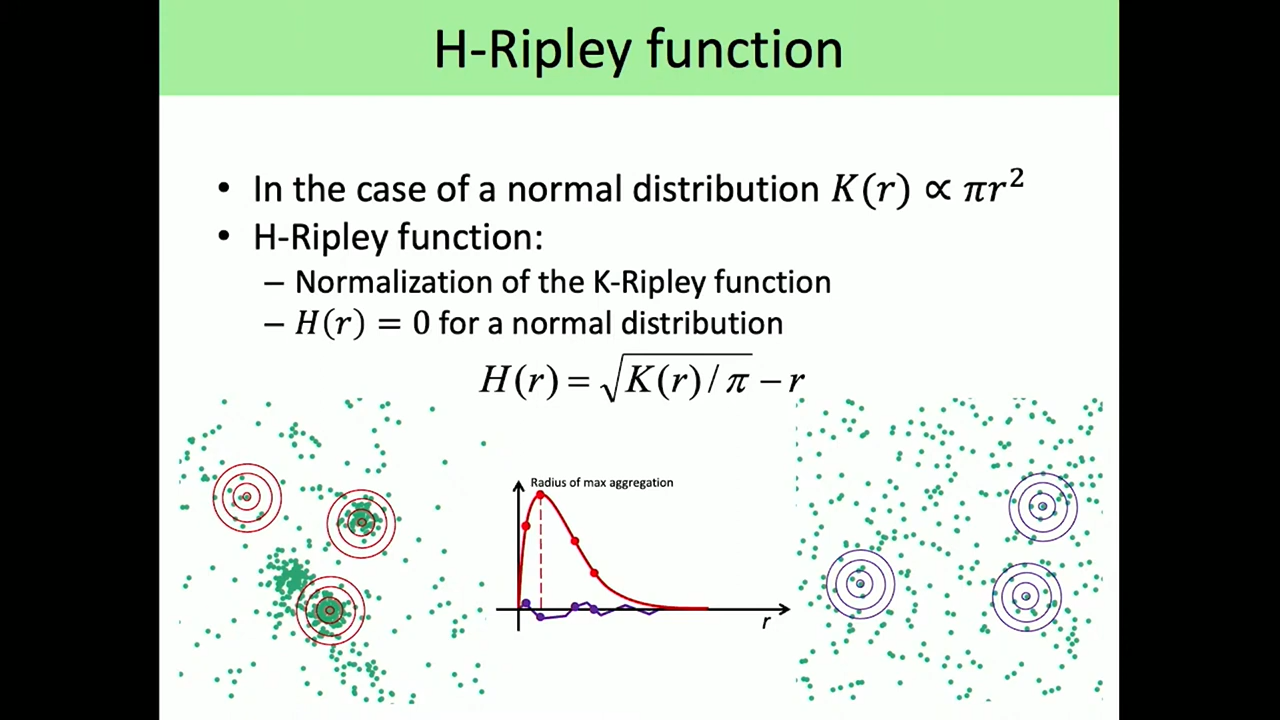 H-Ripley function
• In the case of a normal distribution K(r) ∝ πr²
• H-Ripley function:
– Normalization of the K-Ripley function
– H(r) = 0 for a normal distribution
H(r) = √K(r)/π − r
Radius of max aggregation
r